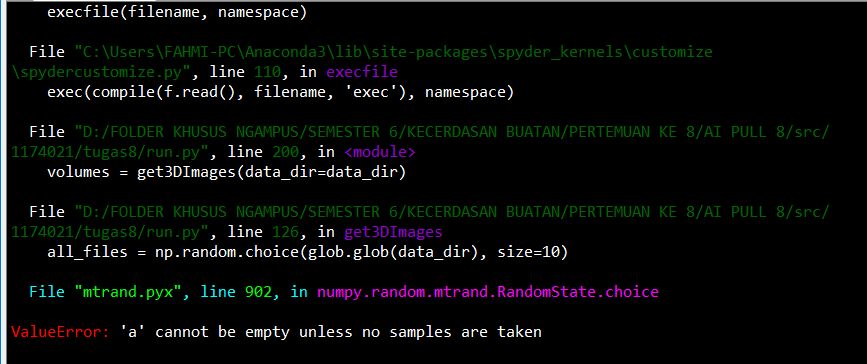 execfile(filename, namespace)
File "C:\Users\FAHMI-PC\Anaconda3\lib\site-packages\spyder_kernels\customize
\spydercustomize.py", line 110, in execfile
exec(compile(f.read(), filename, 'exec'), namespace)
File "D:/FOLDER KHUSUS NGAMPUS/SEMESTER 6/KECERDASAN BUATAN/PERTEMUAN KE 8/AI PULL 8/src/
1174021/tugas8/run.py", line 200, in <module>
volumes = get3DImages(data_dir=data_dir)
File "D:/FOLDER KHUSUS NGAMPUS/SEMESTER 6/KECERDASAN BUATAN/PERTEMUAN KE 8/AI PULL 8/src/
1174021/tugas8/run.py", line 126, in get3DImages
all_files = np.random.choice(glob.glob(data_dir), size=10)
File "mtrand.pyx", line 902, in numpy.random.mtrand.RandomState.choice
ValueError: 'a' cannot be empty unless no samples are taken